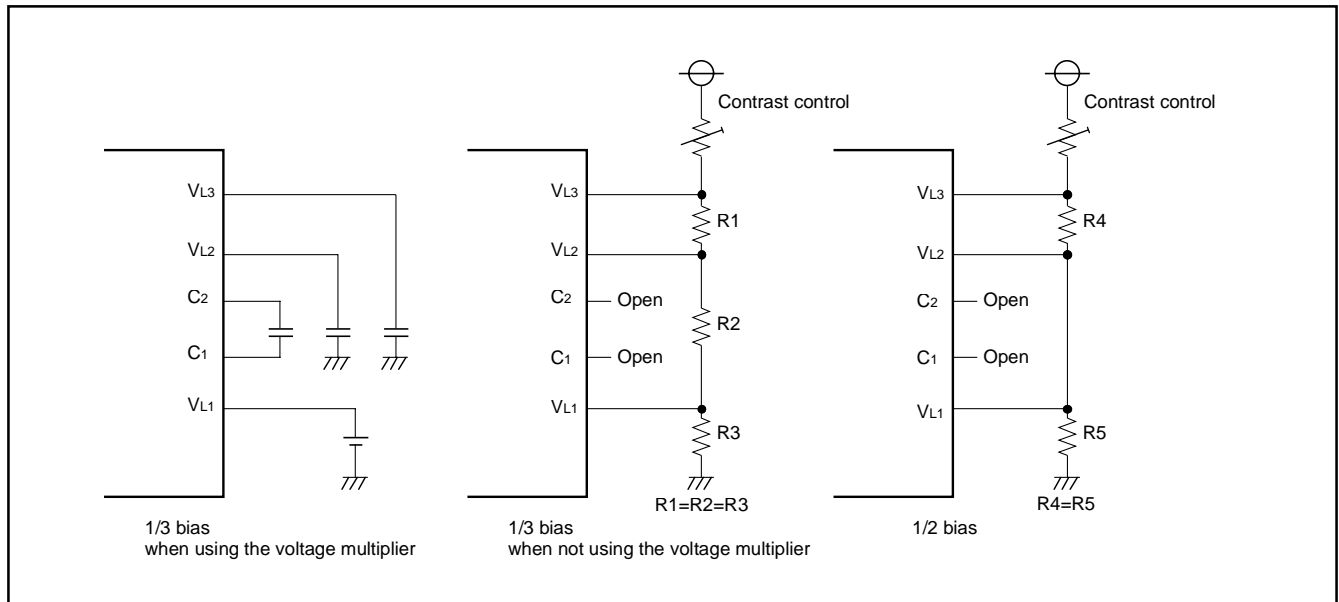 VL3
VL2
C2
C1
VL1
1/3 bias
when using the voltage multiplier
Contrast control
VL3
R1
VL2
C2
Open
R2
C1
Open
VL1
R3
R1=R2=R3
1/3 bias
when not using the voltage multiplier
Contrast control
VL3
R4
VL2
C2
Open
C1
Open
VL1
R5
R4=R5
1/2 bias